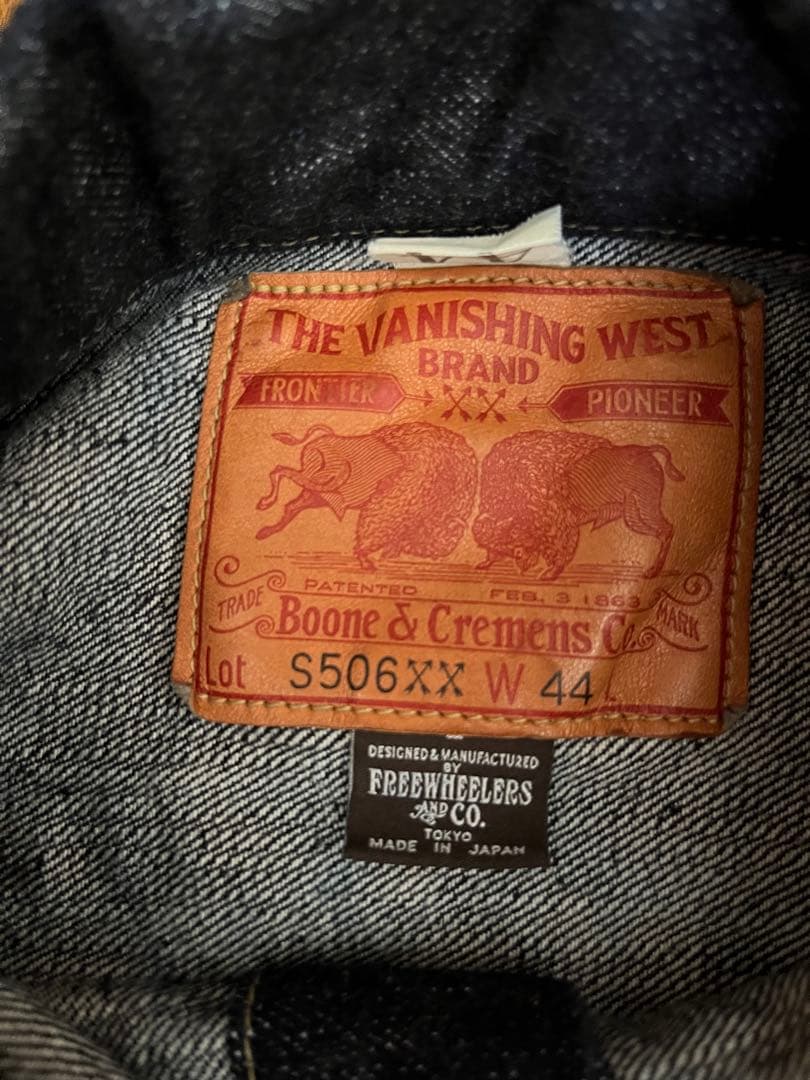 THE VANISHING WEST
BRAND
FRONTIER
PIONEER
PATENTED FEB. 3 1863
TRADE MARK
Boone & Cremens Co.
Lot S506XX W 44 L
DESIGNED & MANUFACTURED
BY
FREEWHEELERS
AND CO.
TOKYO
MADE IN JAPAN